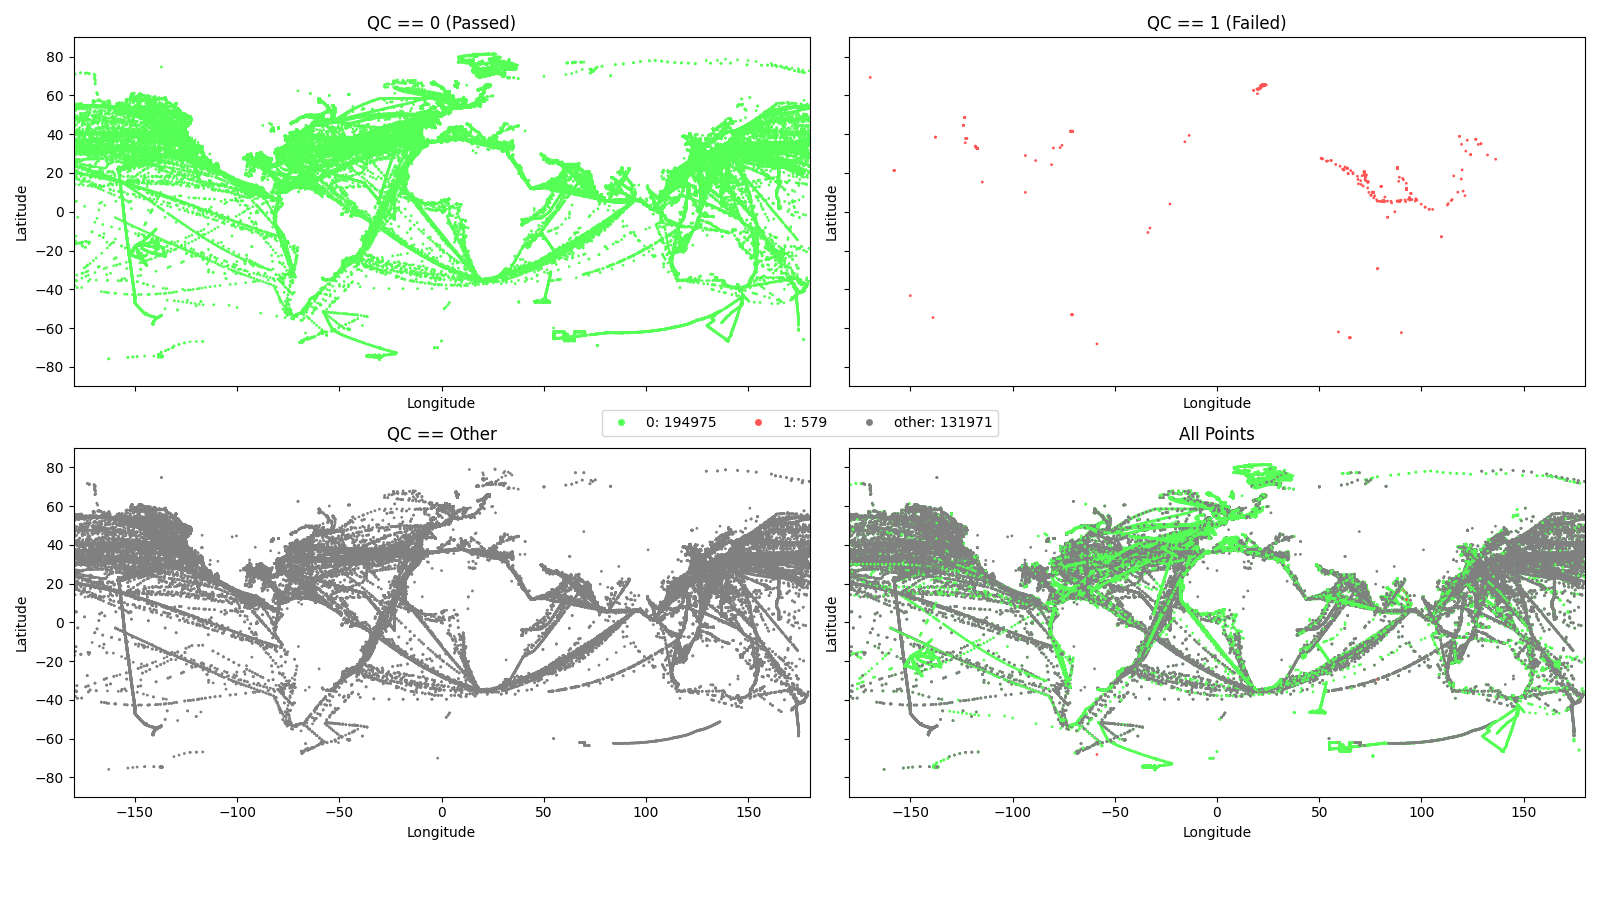 QC == 0 (Passed)
QC == 1 (Failed)
80
60
40
20
0
−20
−40
−60
−80
Latitude
Latitude
Longitude
Longitude
0: 194975 1: 579 other: 131971
QC == Other
All Points
80
60
40
20
0
−20
−40
−60
−80
Latitude
Latitude
−150 −100 −50 0 50 100 150
−150 −100 −50 0 50 100 150
Longitude
Longitude